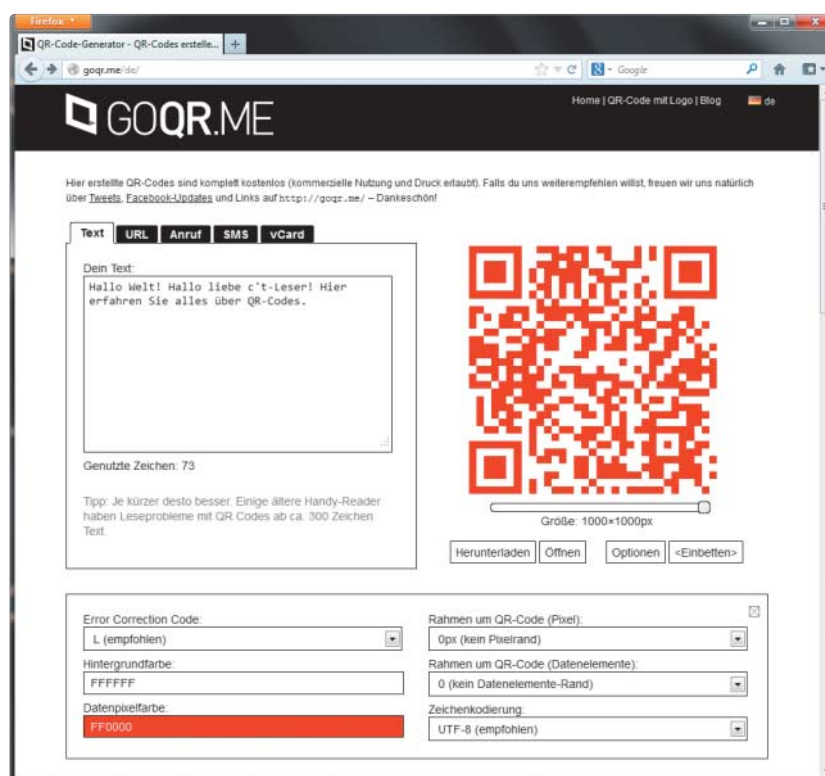 Firefox
QR-Code-Generator - QR-Codes erstelle...
goqr.me/de/
Google
GOQR.ME
Home | QR-Code mit Logo | Blog
de
Hier erstellte QR-Codes sind komplett kostenlos (kommerzielle Nutzung und Druck erlaubt). Falls du uns weiterempfehlen willst, freuen wir uns natürlich
über Tweets, Facebook-Updates und Links auf http://goqr.me/ – Dankeschön!
Text URL Anruf SMS vCard
Dein Text:
Hallo Welt! Hallo liebe c't-Leser! Hier
erfahren Sie alles über QR-Codes.
Genutzte Zeichen: 73
Tipp: Je kürzer desto besser. Einige ältere Handy-Reader
haben Leseprobleme mit QR Codes ab ca. 300 Zeichen
Text.
Größe: 1000×1000px
Herunterladen Öffnen Optionen <Einbetten>
Error Correction Code:
L (empfohlen)
Hintergrundfarbe:
FFFFFF
Datenpixelfarbe:
FF0000
Rahmen um QR-Code (Pixel):
0px (kein Pixelrand)
Rahmen um QR-Code (Datenelemente):
0 (kein Datenelemente-Rand)
Zeichenkodierung:
UTF-8 (empfohlen)